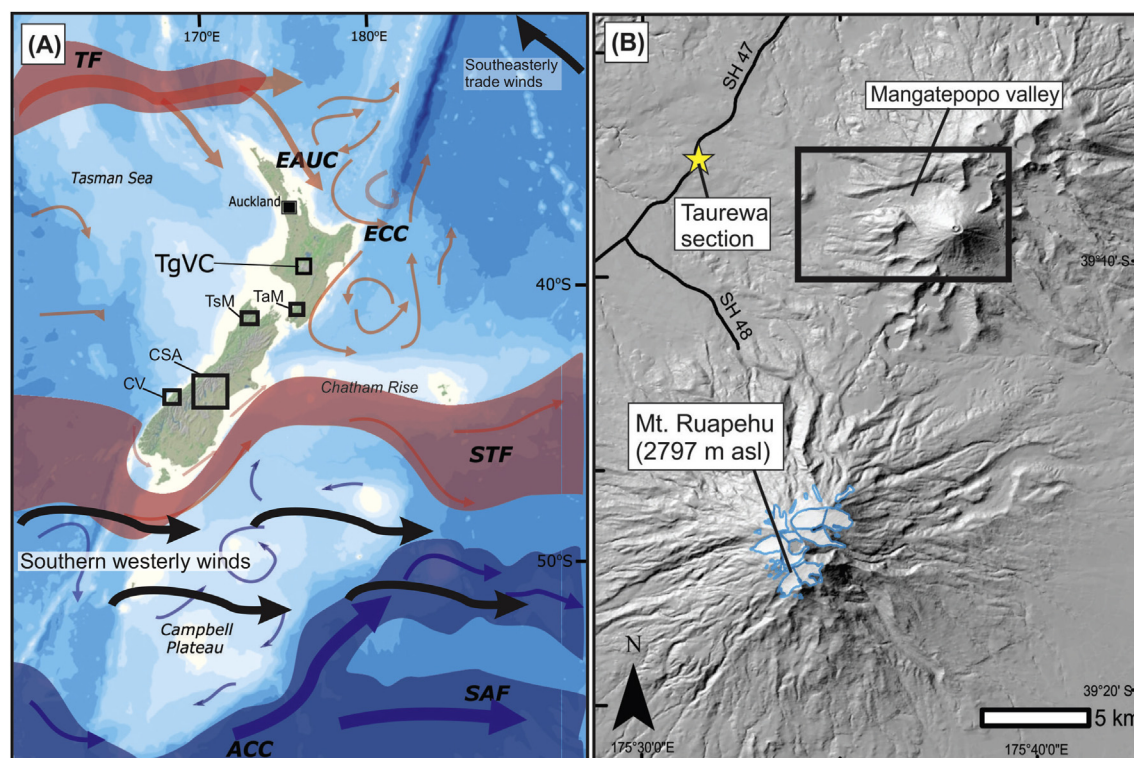 (A)
170°E
180°E
TF
Southeasterly
trade winds
Tasman Sea
EAUC
Auckland
ECC
TgVC
40°S
TsM
TaM
CSA
CV
Chatham Rise
STF
Southern westerly winds
50°S
Campbell
Plateau
SAF
ACC
(B)
SH 47
Mangatepopo valley
Taurewa
section
39°10' S
SH 48
Mt. Ruapehu
(2797 m asl)
N
39°20' S
5 km
175°30'00"E
175°40'00"E